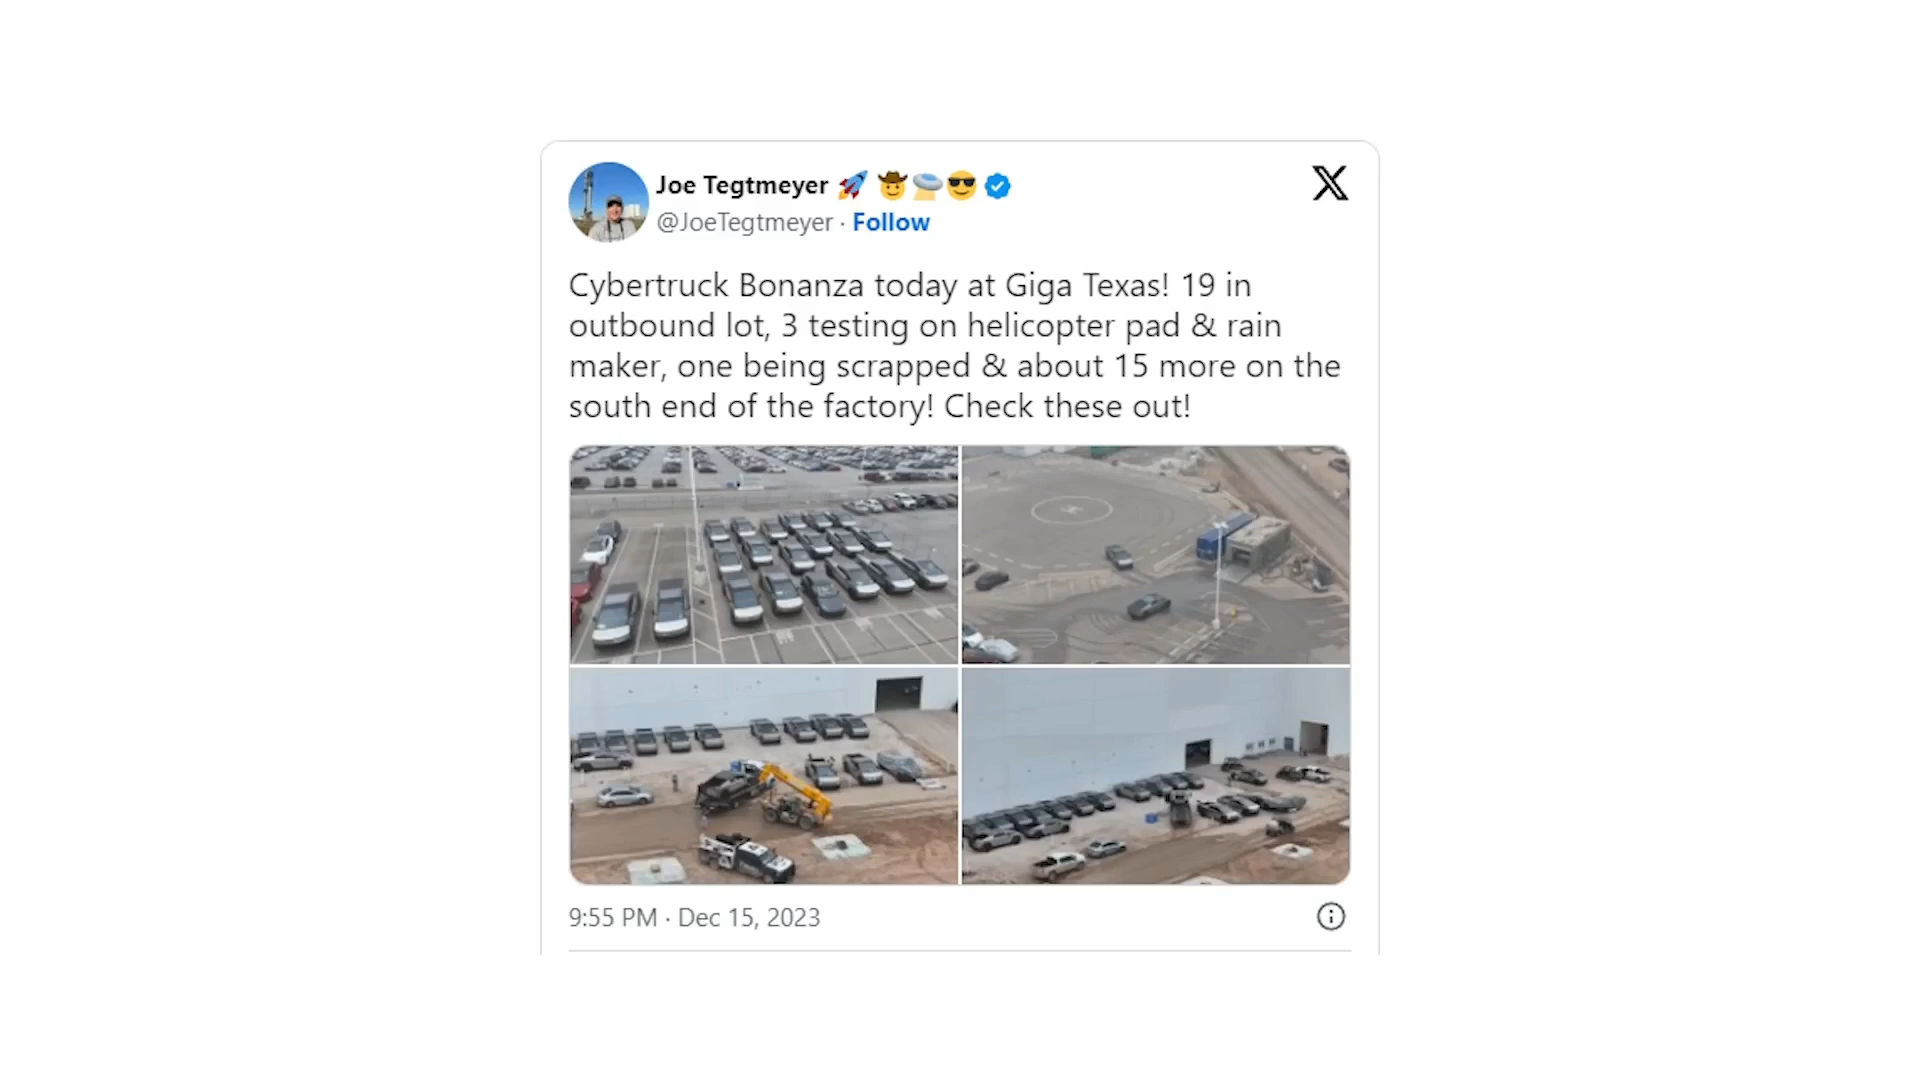 Joe Tegtmeyer 🚀 🤠🛸😎
@JoeTegtmeyer · Follow
Cybertruck Bonanza today at Giga Texas! 19 in
outbound lot, 3 testing on helicopter pad & rain
maker, one being scrapped & about 15 more on the
south end of the factory! Check these out!
H
9:55 PM · Dec 15, 2023